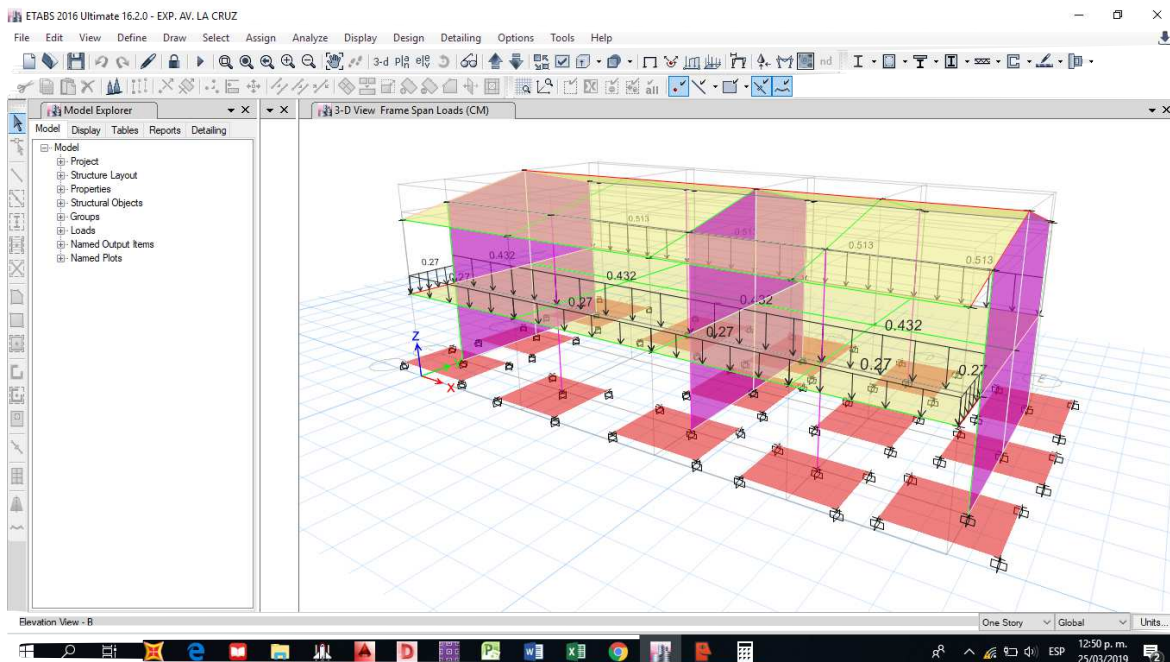 ETABS 2016 Ultimate 16.2.0 - EXP. AV. LA CRUZ
File Edit View Define Draw Select Assign Analyze Display Design Detailing Options Tools Help
3-d
nd
all
Model Explorer
3-D View Frame Span Loads (CM)
Model Display Tables Reports Detailing
Model
Project
Structure Layout
Properties
Structural Objects
Groups
Loads
Named Output Items
Named Plots
0.513
0.513
0.513
0.27
0.432
0.432
0.432
0.432
0.27
0.27
0.27
0.27
Z
X
E
Elevation View - B
One Story Global Units...
ESP
12:50 p. m.
25/03/2019